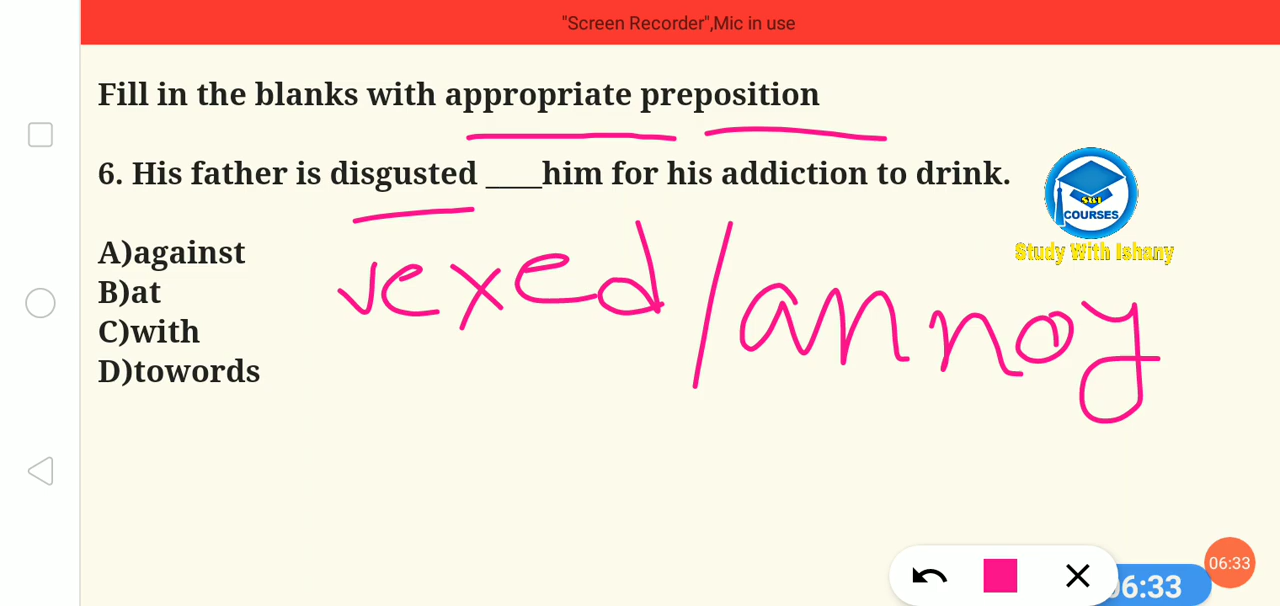 "Screen Recorder",Mic in use
Fill in the blanks with appropriate preposition
6. His father is disgusted ____him for his addiction to drink.
SWI
COURSES
Study With Ishany
A)against
B)at
C)with
D)towords
vexed/annoy
06:33
06:33